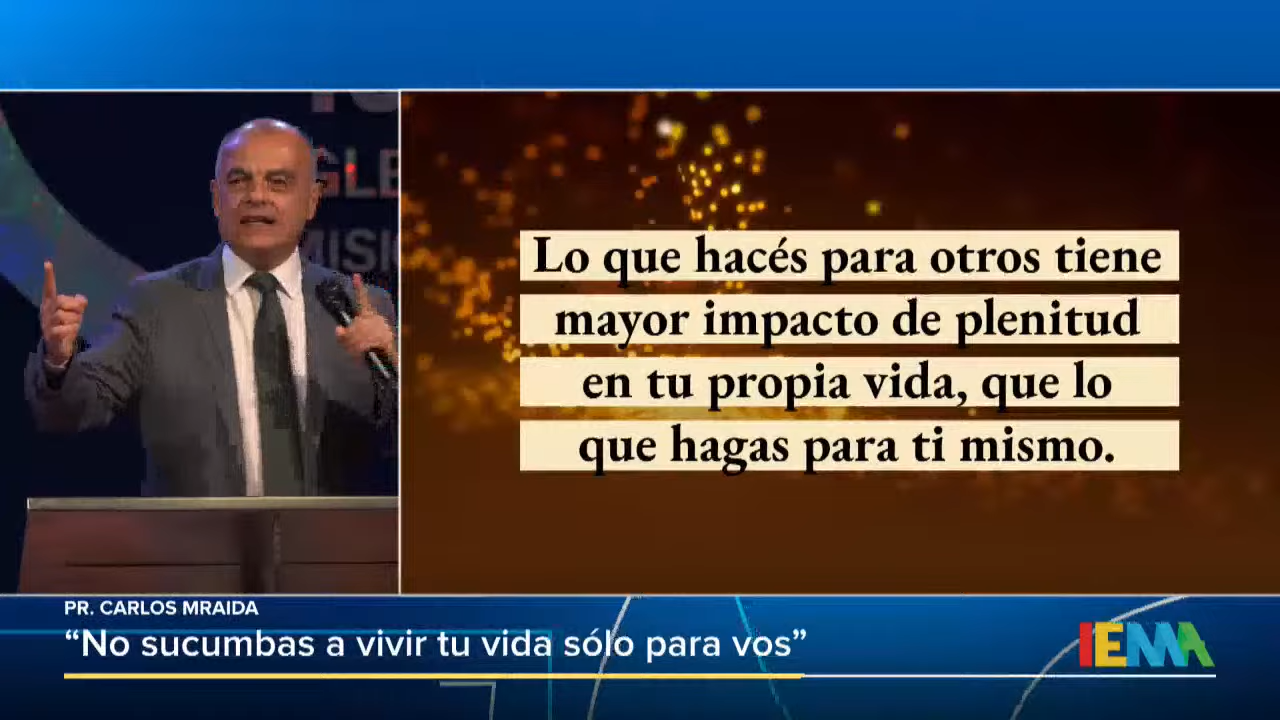 Lo que hacés para otros tiene
mayor impacto de plenitud
en tu propia vida, que lo
que hagas para ti mismo.
PR. CARLOS MRAIDA
“No sucumbas a vivir tu vida sólo para vos”
IEMA